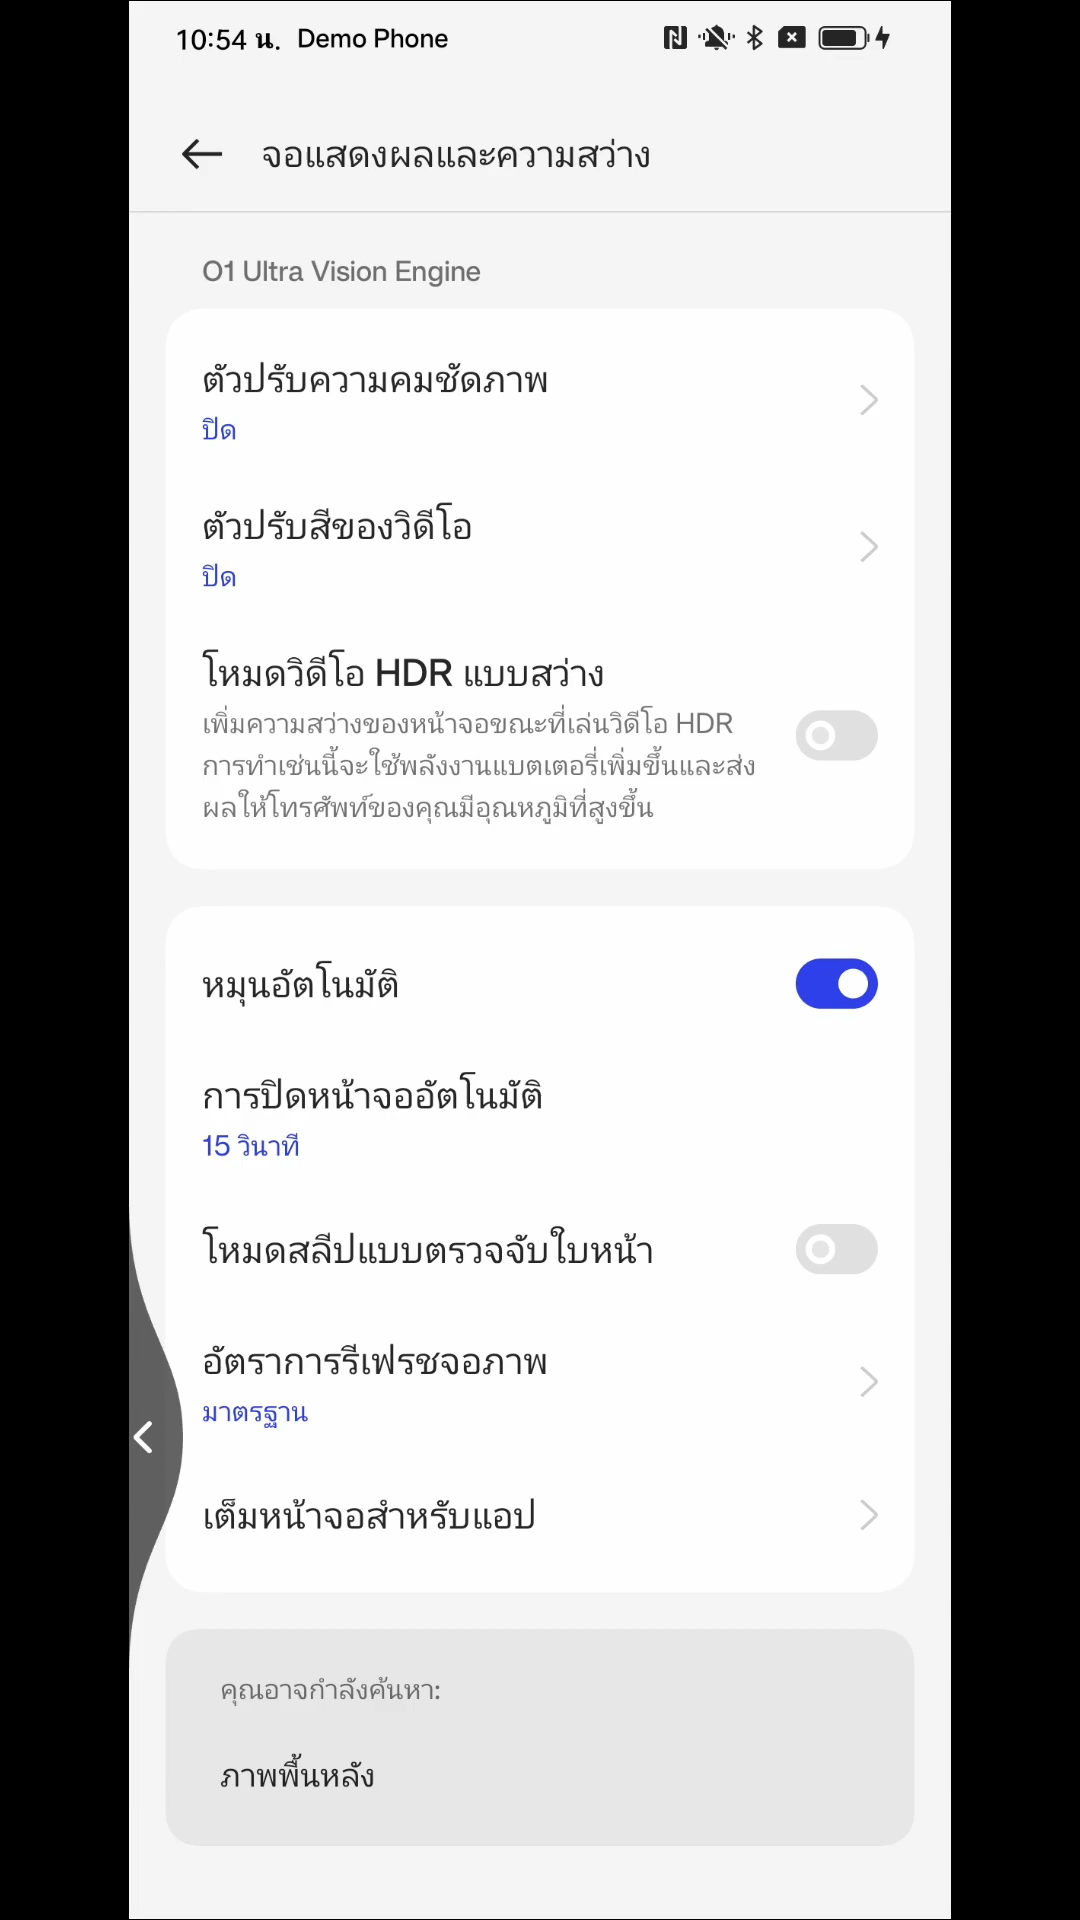 10:54 น. Demo Phone
จอแสดงผลและความสว่าง
O1 Ultra Vision Engine
ตัวปรับความคมชัดภาพ
ปิด
ตัวปรับสีของวิดีโอ
ปิด
โหมดวิดีโอ HDR แบบสว่าง
เพิ่มความสว่างของหน้าจอขณะที่เล่นวิดีโอ HDR
การทำเช่นนี้จะใช้พลังงานแบตเตอรี่เพิ่มขึ้นและส่ง
ผลให้โทรศัพท์ของคุณมีอุณหภูมิที่สูงขึ้น
หมุนอัตโนมัติ
การปิดหน้าจออัตโนมัติ
15 วินาที
โหมดสลีปแบบตรวจจับใบหน้า
อัตราการรีเฟรชจอภาพ
มาตรฐาน
เต็มหน้าจอสำหรับแอป
คุณอาจกำลังค้นหา:
ภาพพื้นหลัง